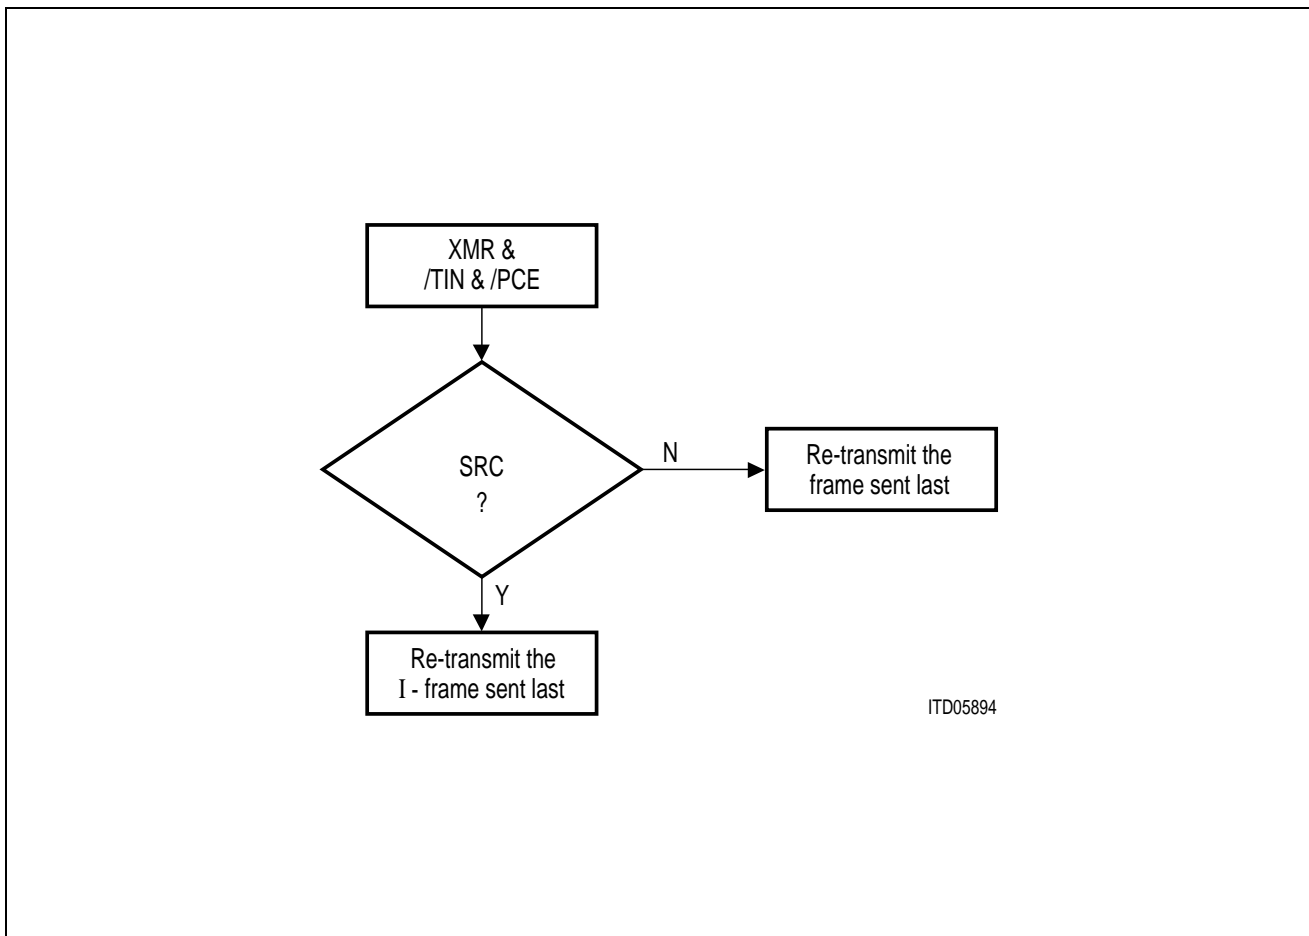 XMR &
/TIN & /PCE
SRC
?
N
Re-transmit the
frame sent last
Y
Re-transmit the
I - frame sent last
ITD05894